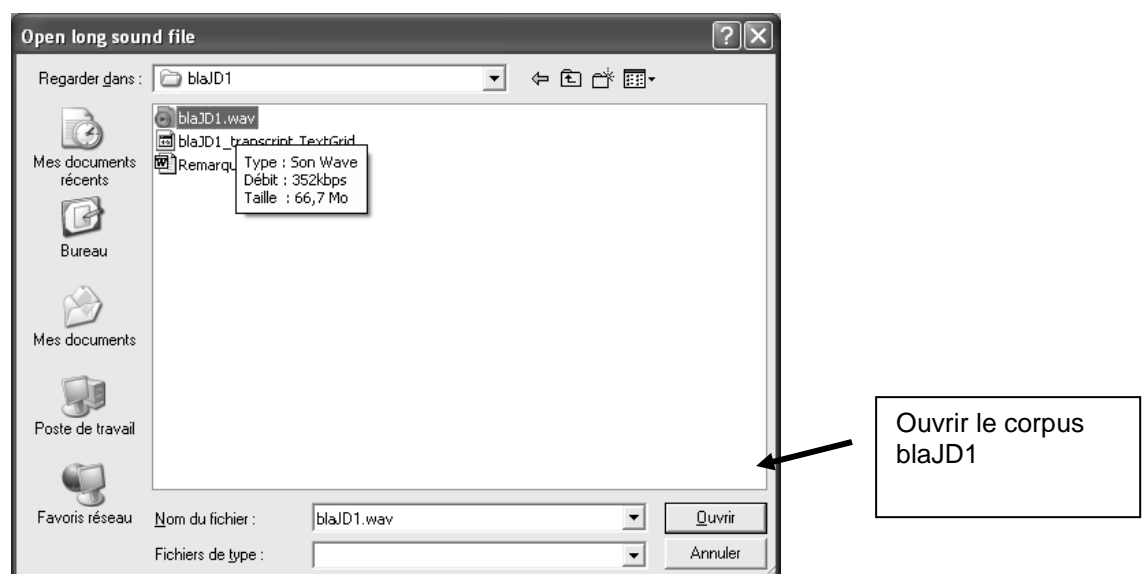 Open long sound file
Regarder dans :
blaJD1
blaJD1.wav
blaJD1_transcript.TextGrid
Remarqu
Type : Son Wave
Débit : 352kbps
Taille : 66,7 Mo
Mes documents
récents
Bureau
Mes documents
Poste de travail
Favoris réseau
Nom du fichier :
blaJD1.wav
Ouvrir
Fichiers de type :
Annuler
Ouvrir le corpus
blaJD1